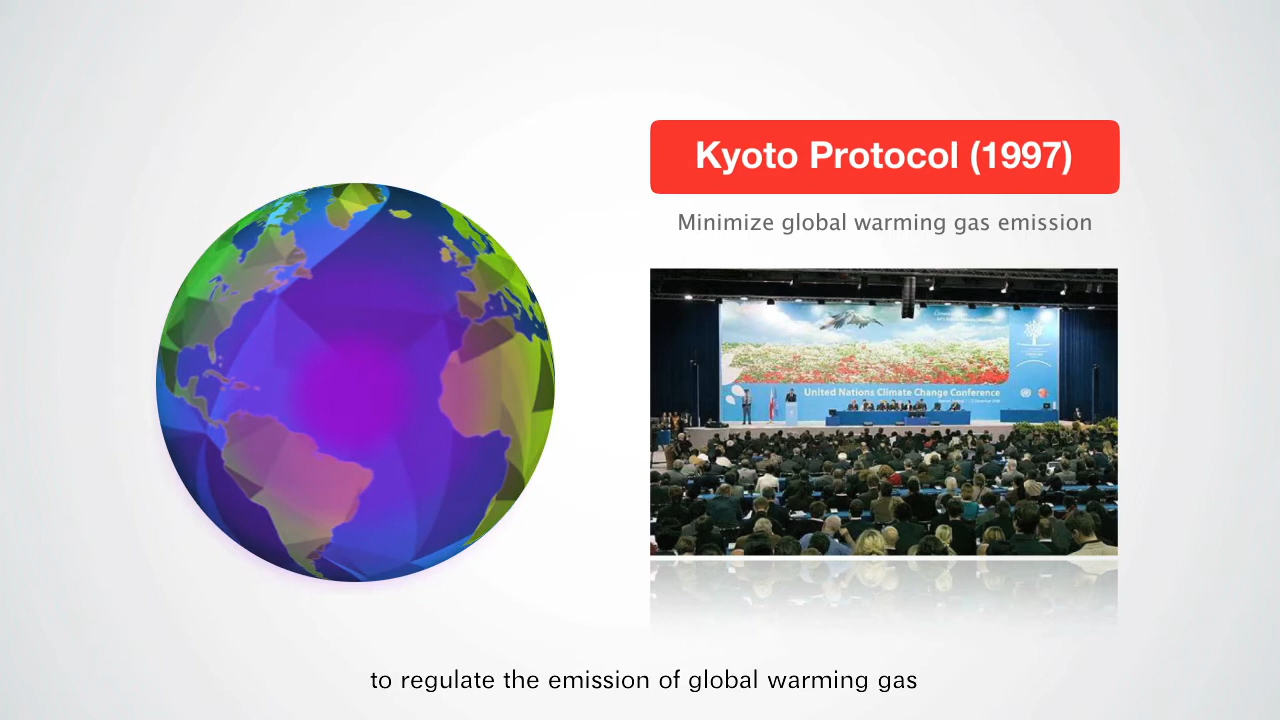 Kyoto Protocol (1997)
Minimize global warming gas emission
United Nations Climate Change Conference
to regulate the emission of global warming gas